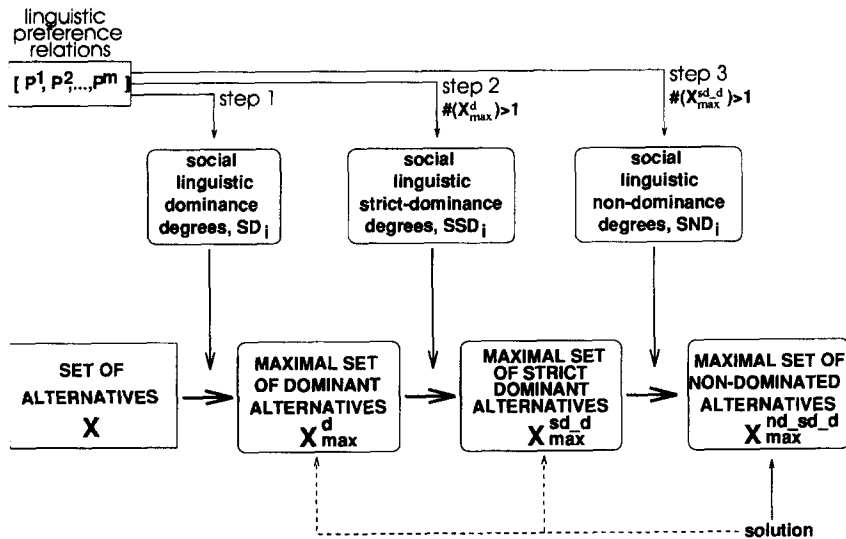 linguistic
preference
relations
[ P1, P2,..., Pm ]
step 1
step 2
#(X^d_max)>1
step 3
#(X^sd_d_max)>1
social
linguistic
dominance
degrees, SD_i
social
linguistic
strict-dominance
degrees, SSD_i
social
linguistic
non-dominance
degrees, SND_i
SET OF
ALTERNATIVES
X
MAXIMAL SET
OF DOMINANT
ALTERNATIVES
X^d_max
MAXIMAL SET
OF STRICT
DOMINANT
ALTERNATIVES
X^sd_d_max
MAXIMAL SET OF
NON-DOMINATED
ALTERNATIVES
X^nd_sd_d_max
solution